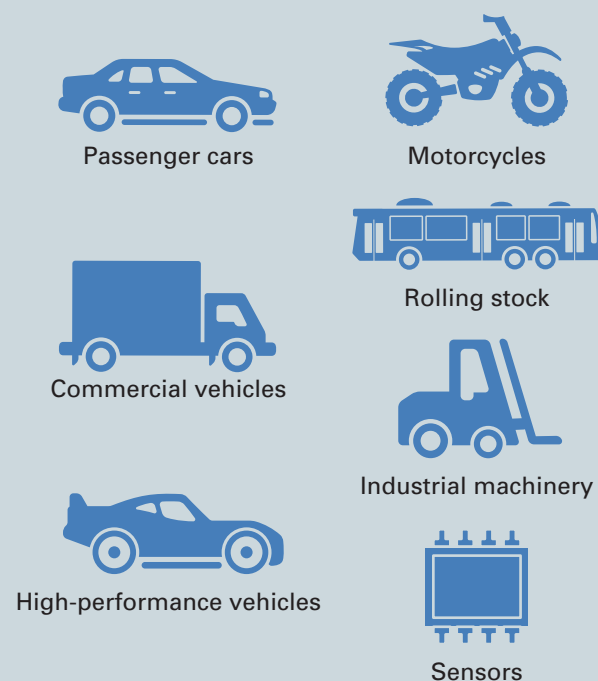 Passenger cars
Motorcycles
Rolling stock
Commercial vehicles
Industrial machinery
High-performance vehicles
Sensors